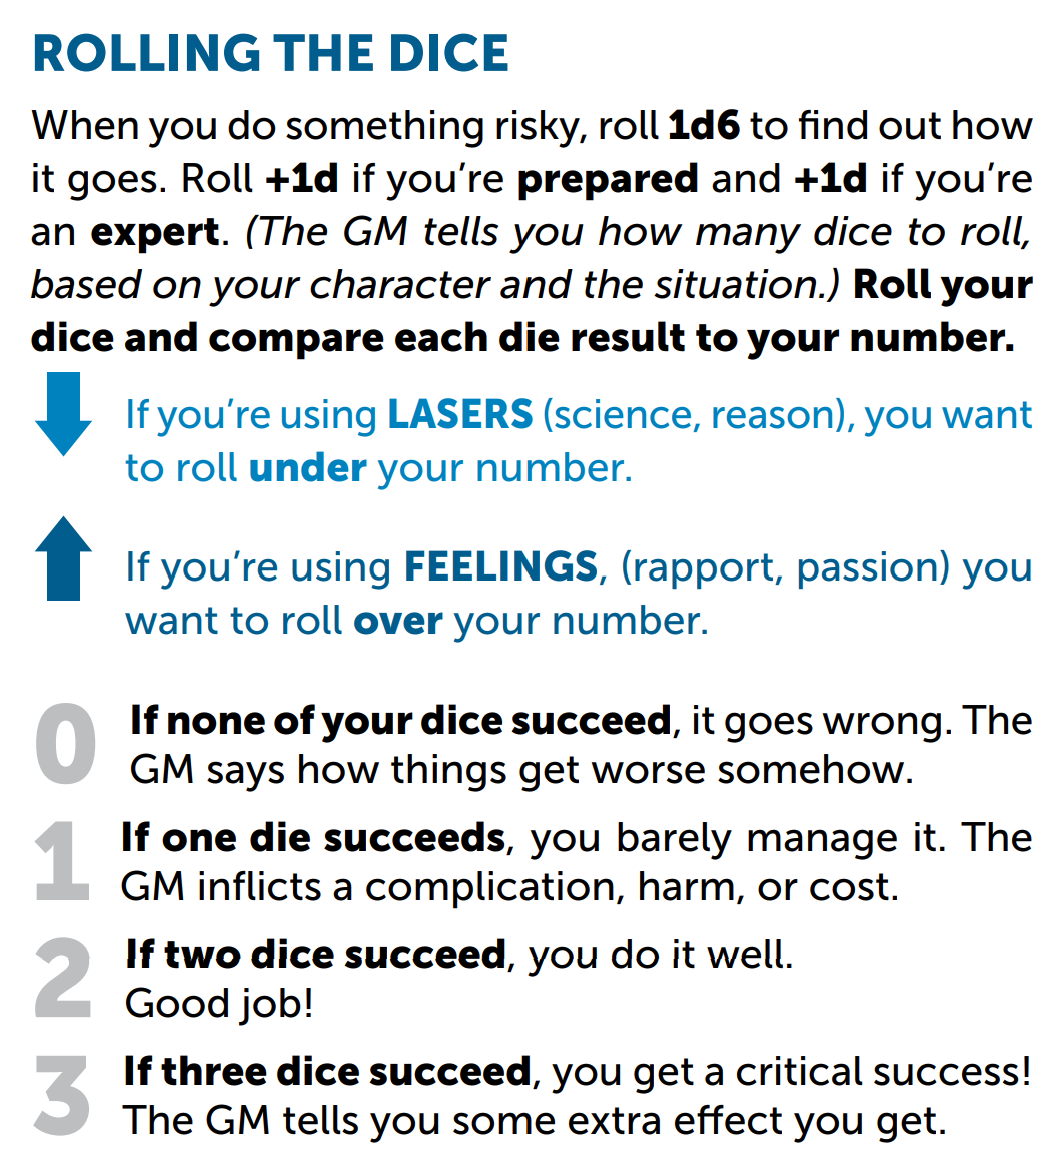 ROLLING THE DICE
When you do something risky, roll 1d6 to find out how
it goes. Roll +1d if you’re prepared and +1d if you’re
an expert. (The GM tells you how many dice to roll,
based on your character and the situation.) Roll your
dice and compare each die result to your number.
If you’re using LASERS (science, reason), you want
to roll under your number.
If you’re using FEELINGS, (rapport, passion) you
want to roll over your number.
0 If none of your dice succeed, it goes wrong. The
GM says how things get worse somehow.
1 If one die succeeds, you barely manage it. The
GM inflicts a complication, harm, or cost.
2 If two dice succeed, you do it well.
Good job!
3 If three dice succeed, you get a critical success!
The GM tells you some extra effect you get.